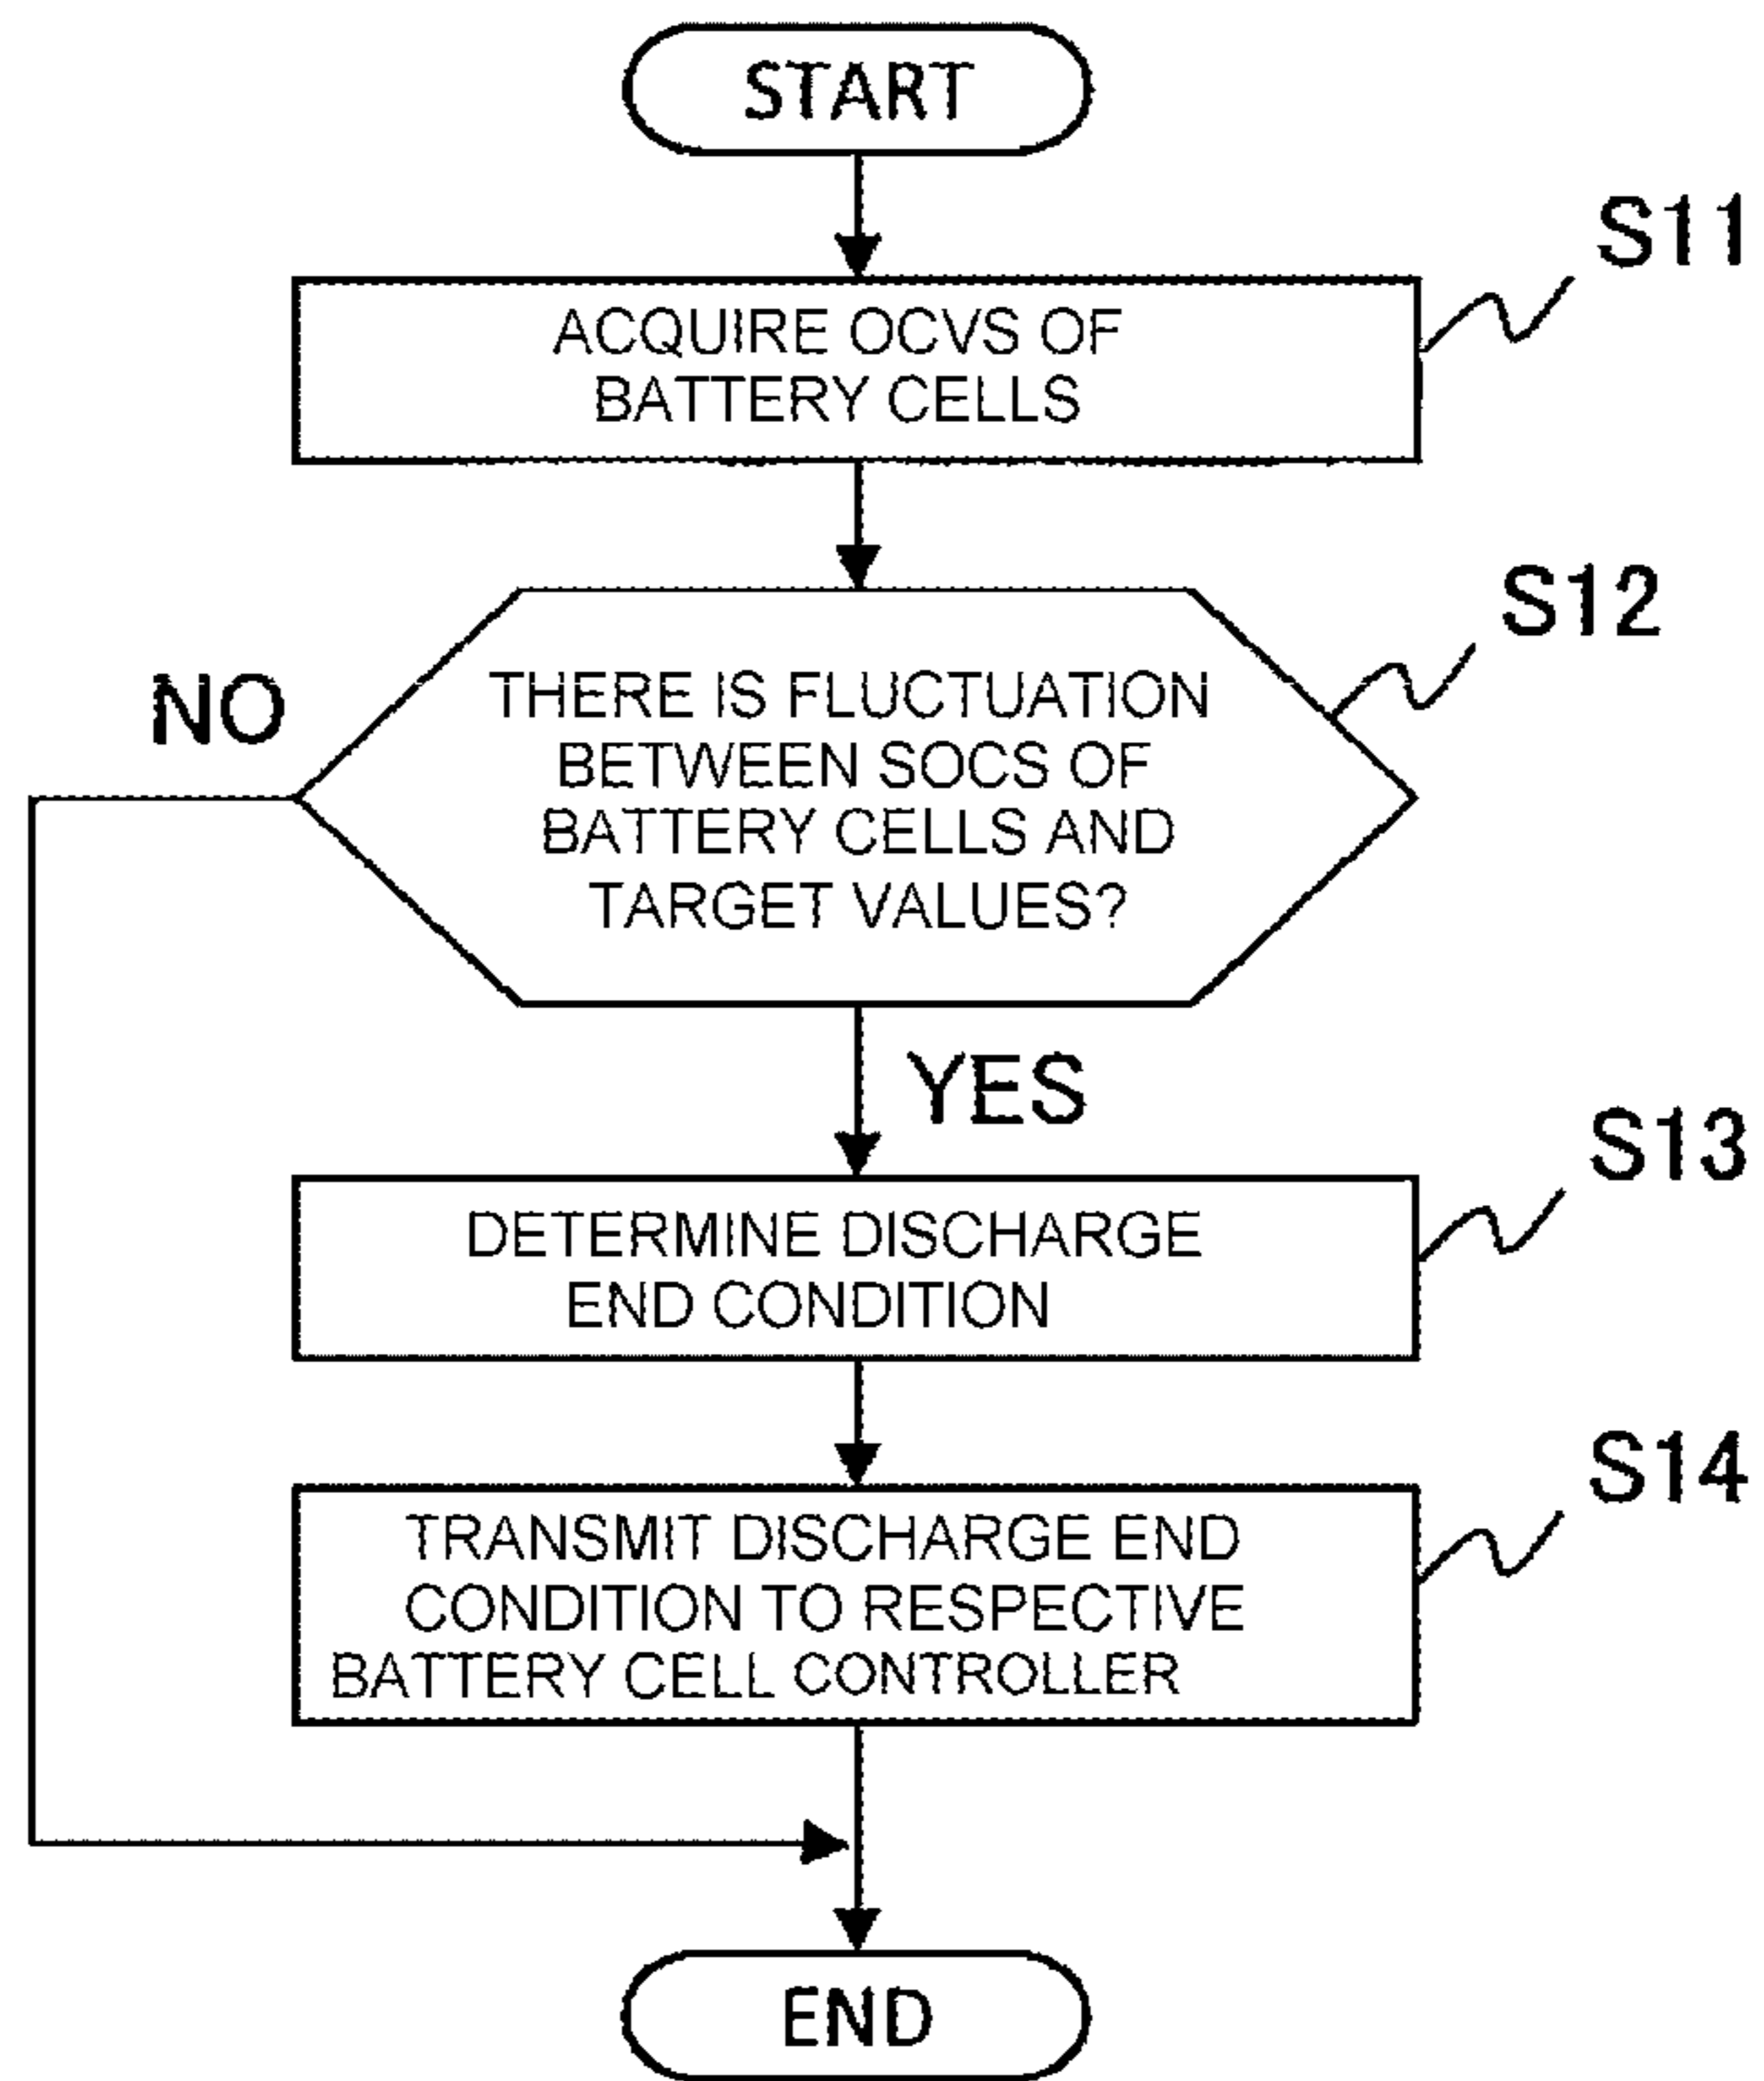 START
S11
ACQUIRE OCVS OF
BATTERY CELLS
S12
NO
THERE IS FLUCTUATION
BETWEEN SOCS OF
BATTERY CELLS AND
TARGET VALUES?
YES
S13
DETERMINE DISCHARGE
END CONDITION
S14
TRANSMIT DISCHARGE END
CONDITION TO RESPECTIVE
BATTERY CELL CONTROLLER
END